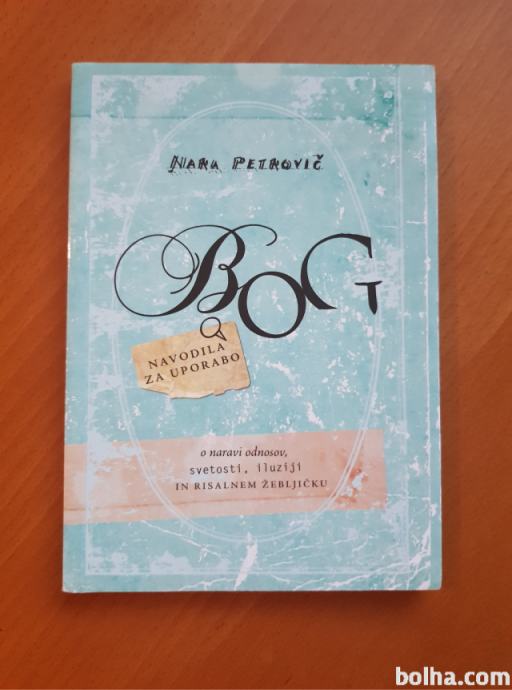 Nara Petrovič
BOG
NAVODILA
ZA UPORABO
o naravi odnosov,
svetosti, iluziji
IN RISALNEM ŽEBLJIČKU
bolha.com